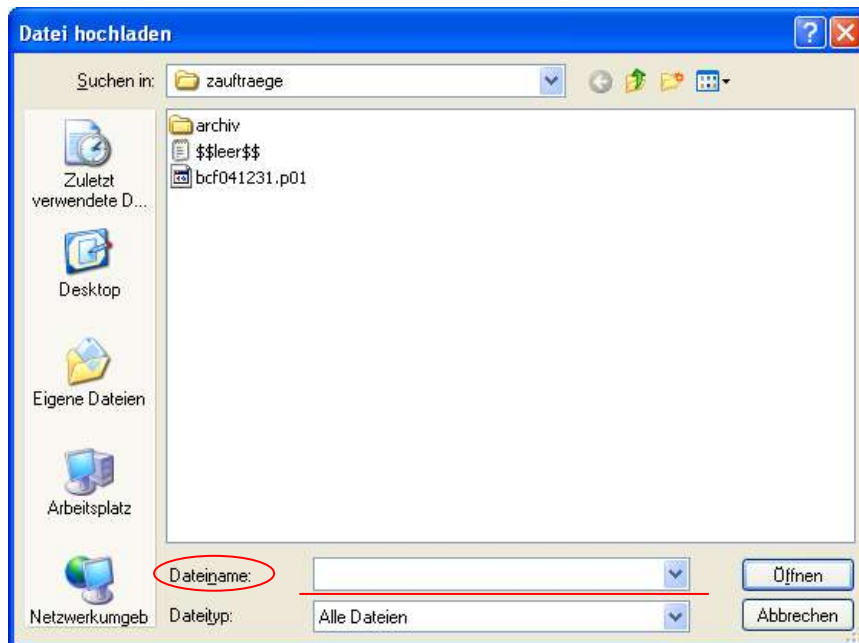 Datei hochladen
Suchen in:
zauftraege
archiv
$$leer$$
bcf041231.p01
Zuletzt
verwendete D...
Desktop
Eigene Dateien
Arbeitsplatz
Netzwerkumgeb
Dateiname:
Öffnen
Dateityp:
Alle Dateien
Abbrechen